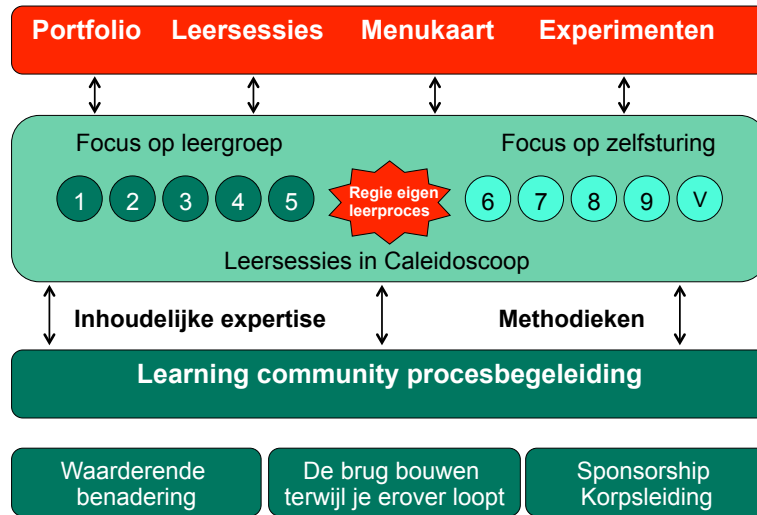 Portfolio Leersessies Menukaart Experimenten
Focus op leergroep
Focus op zelfsturing
1 2 3 4 5
Regie eigen
leerproces
6 7 8 9 V
Leersessies in Caleidoscoop
Inhoudelijke expertise
Methodieken
Learning community procesbegeleiding
Waarderende
benadering
De brug bouwen
terwijl je erover loopt
Sponsorship
Korpsleiding